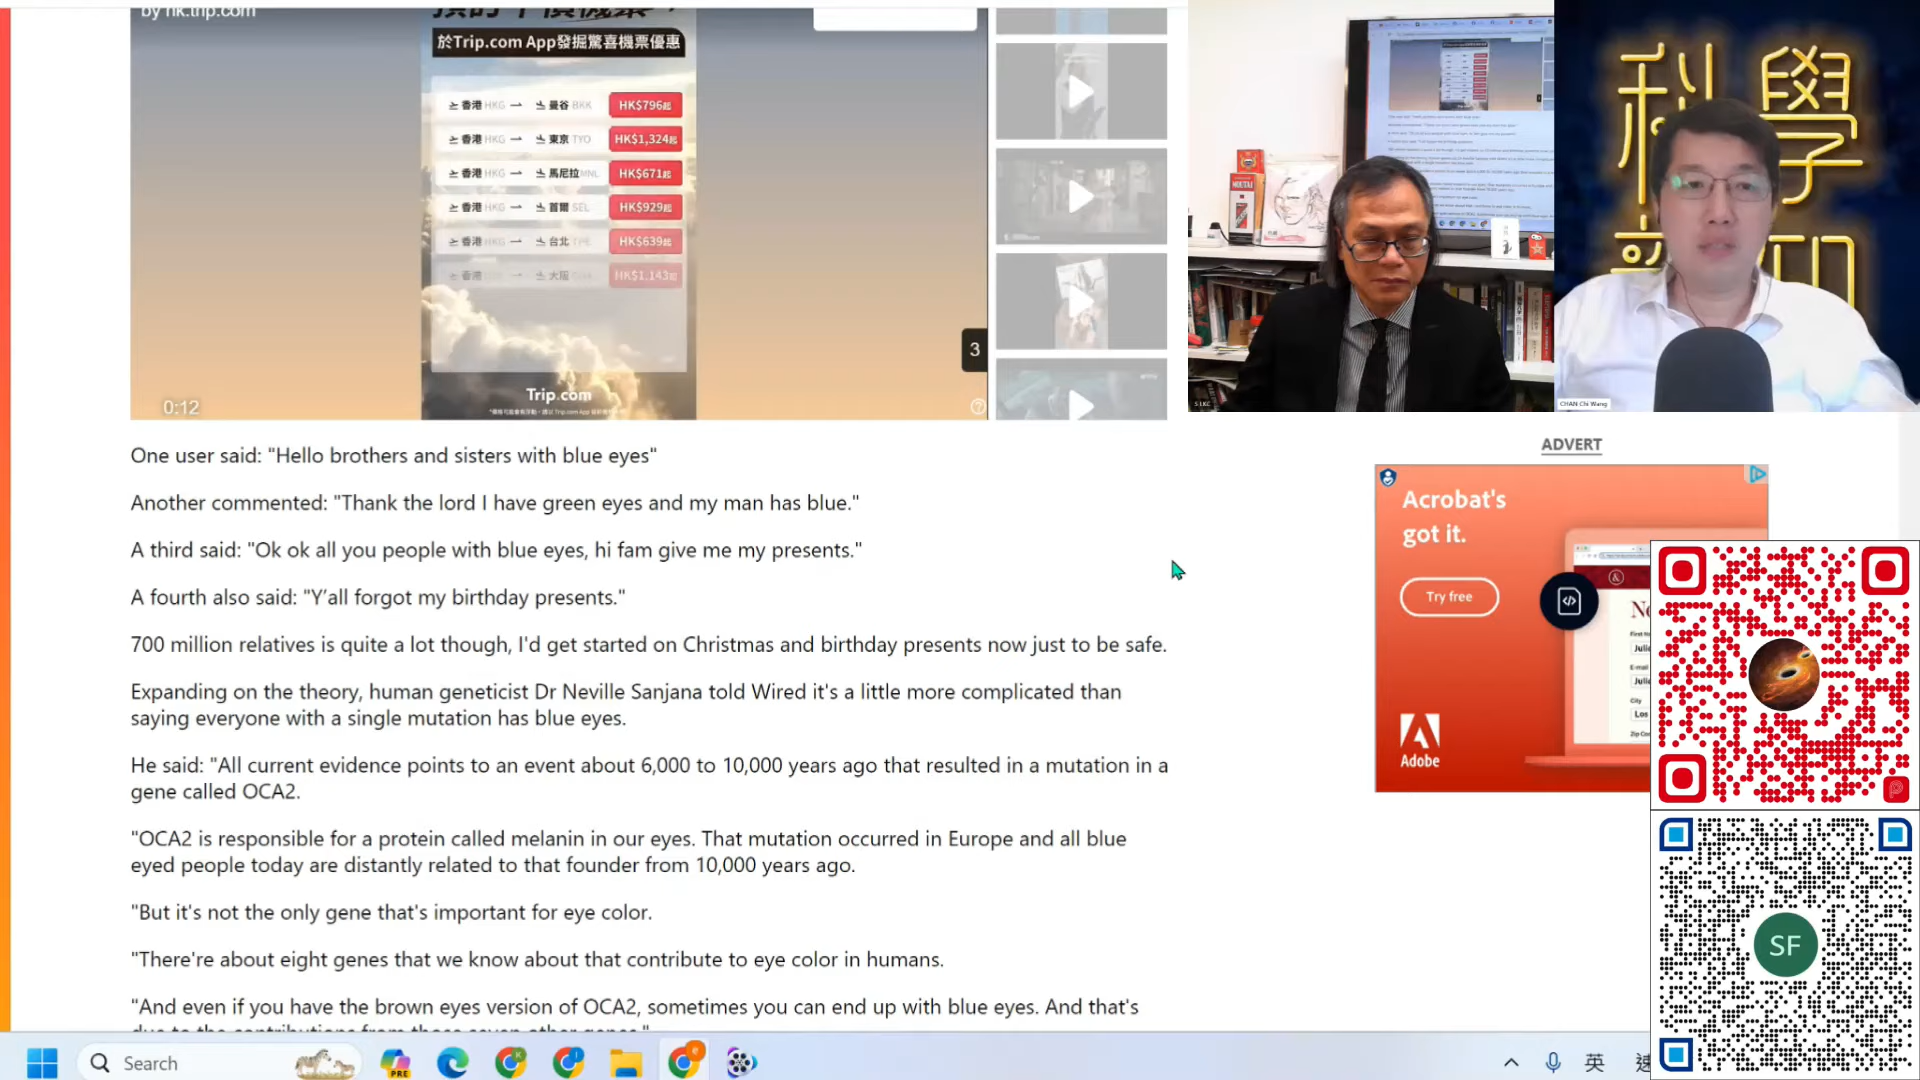 by hk.trip.com
於Trip.com App發掘驚喜機票優惠
香港 HKG 曼谷 BKK HK$796起
香港 HKG 東京 TYO HK$1,324起
香港 HKG 馬尼拉 MNL HK$671起
香港 HKG 首爾 SEL HK$929起
香港 HKG 台北 TPE HK$639起
香港 大阪 HK$1,143起
3
Trip.com
0:12
科學
CHAN Chi Wang
One user said: "Hello brothers and sisters with blue eyes"
Another commented: "Thank the lord I have green eyes and my man has blue."
A third said: "Ok ok all you people with blue eyes, hi fam give me my presents."
A fourth also said: "Y'all forgot my birthday presents."
700 million relatives is quite a lot though, I'd get started on Christmas and birthday presents now just to be safe.
Expanding on the theory, human geneticist Dr Neville Sanjana told Wired it's a little more complicated than
saying everyone with a single mutation has blue eyes.
He said: "All current evidence points to an event about 6,000 to 10,000 years ago that resulted in a mutation in a
gene called OCA2.
"OCA2 is responsible for a protein called melanin in our eyes. That mutation occurred in Europe and all blue
eyed people today are distantly related to that founder from 10,000 years ago.
"But it's not the only gene that's important for eye color.
"There're about eight genes that we know about that contribute to eye color in humans.
"And even if you have the brown eyes version of OCA2, sometimes you can end up with blue eyes. And that's
ADVERT
Acrobat's
got it.
Try free
Adobe
SF
Search
PRE
英